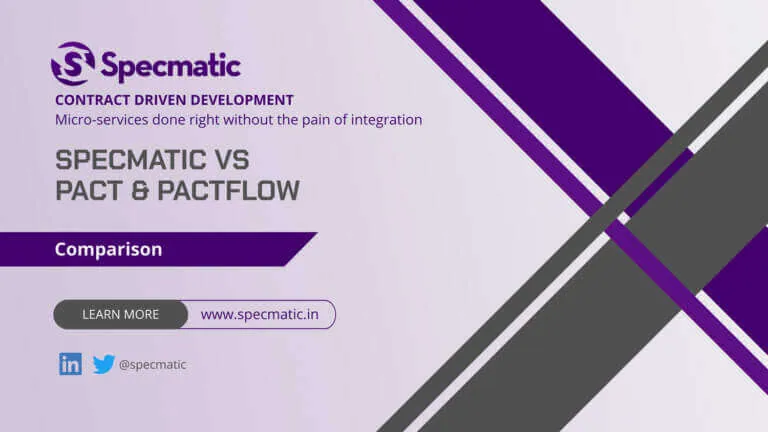 Specmatic
CONTRACT DRIVEN DEVELOPMENT
Micro-services done right without the pain of integration
SPECMATIC VS
PACT & PACTFLOW
Comparison
LEARN MORE www.specmatic.in
in @specmatic